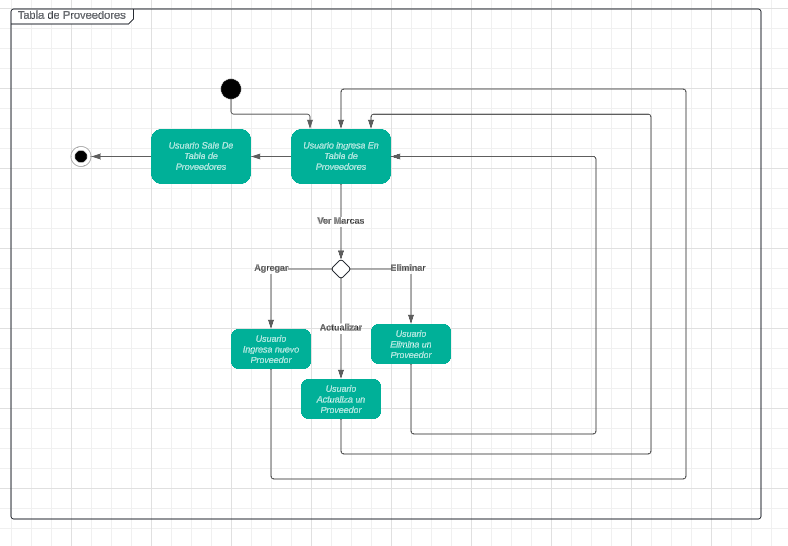 Tabla de Proveedores
Usuario Sale De
Tabla de
Proveedores
Usuario Ingresa En
Tabla de
Proveedores
Ver Marcas
Agregar
Eliminar
Actualizar
Usuario
Ingresa nuevo
Proveedor
Usuario
Elimina un
Proveedor
Usuario
Actualiza un
Proveedor